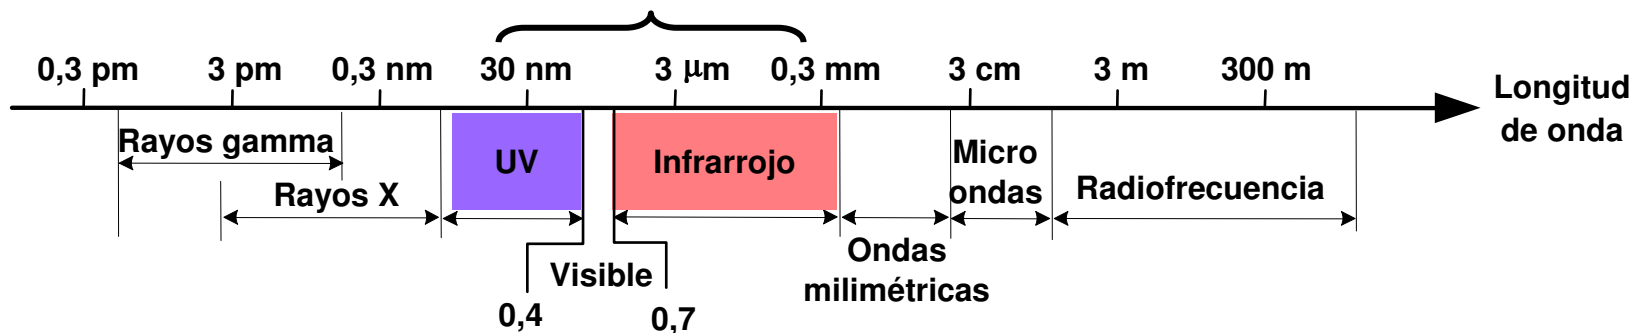 0,3 pm 3 pm 0,3 nm 30 nm 3 μm 0,3 mm 3 cm 3 m 300 m
Longitud
de onda
Rayos gamma
Rayos X
UV
Infrarrojo
Micro
ondas
Radiofrecuencia
Ondas
milimétricas
Visible
0,4
0,7